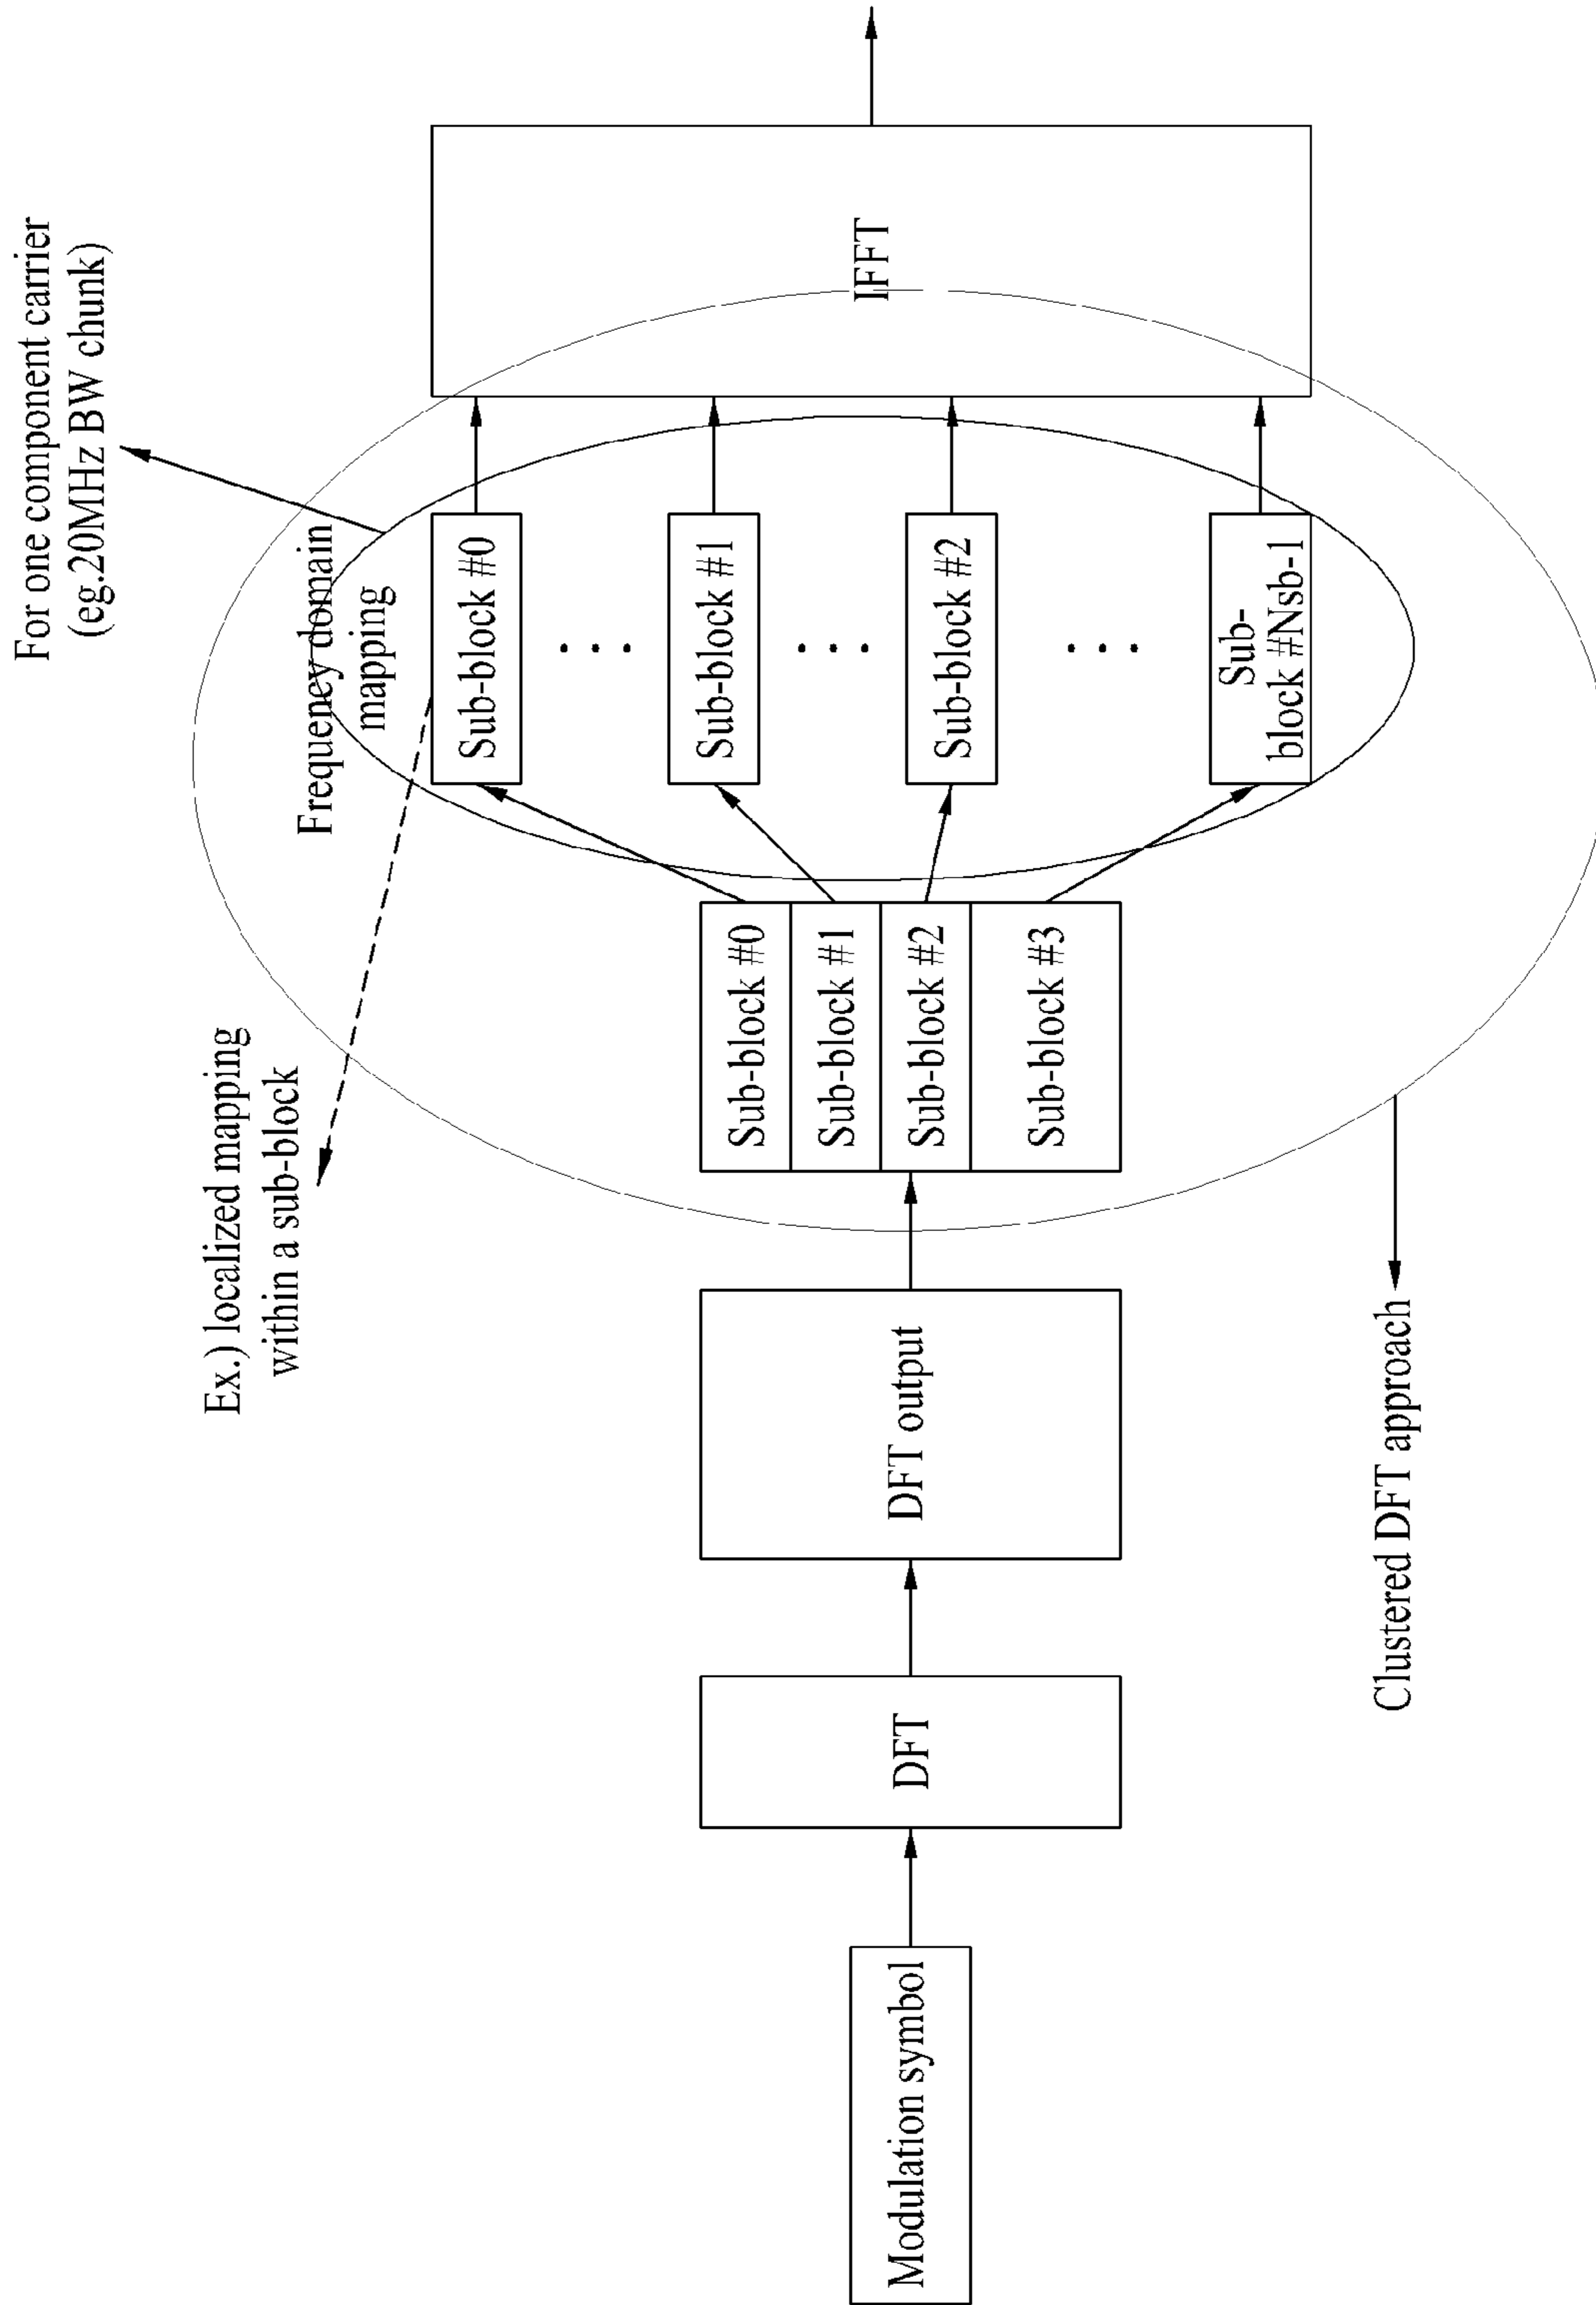 For one component carrier
(eg.20MHz BW chunk)
Ex.) localized mapping
within a sub-block
Frequency domain
mapping
Modulation symbol
DFT
DFT output
Sub-block #0
Sub-block #1
Sub-block #2
Sub-block #3
Sub-block #0
Sub-block #1
Sub-block #2
Sub-
block #Nsb-1
IFFT
Clustered DFT approach